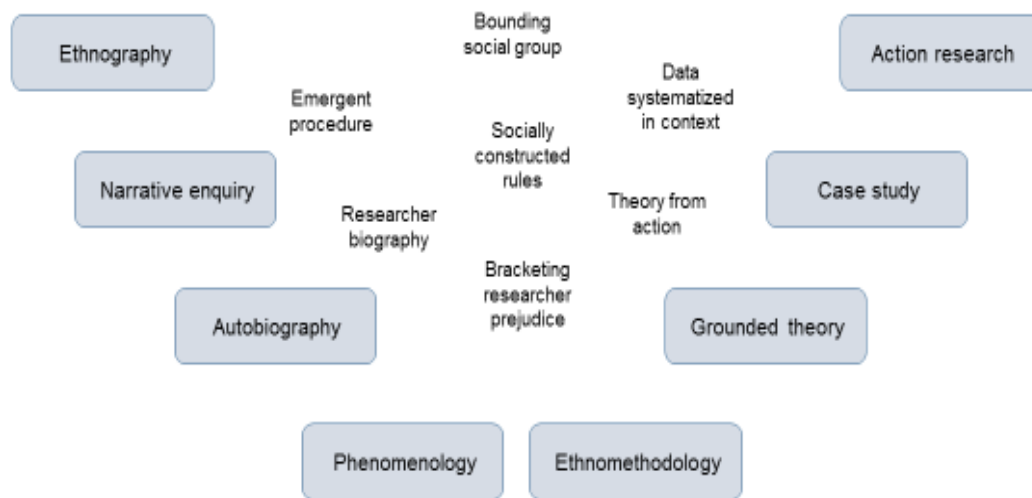 Bounding
social group
Ethnography
Action research
Data
systematized
in context
Emergent
procedure
Socially
constructed
rules
Narrative enquiry
Case study
Theory from
action
Researcher
biography
Bracketing
researcher
prejudice
Autobiography
Grounded theory
Phenomenology
Ethnomethodology